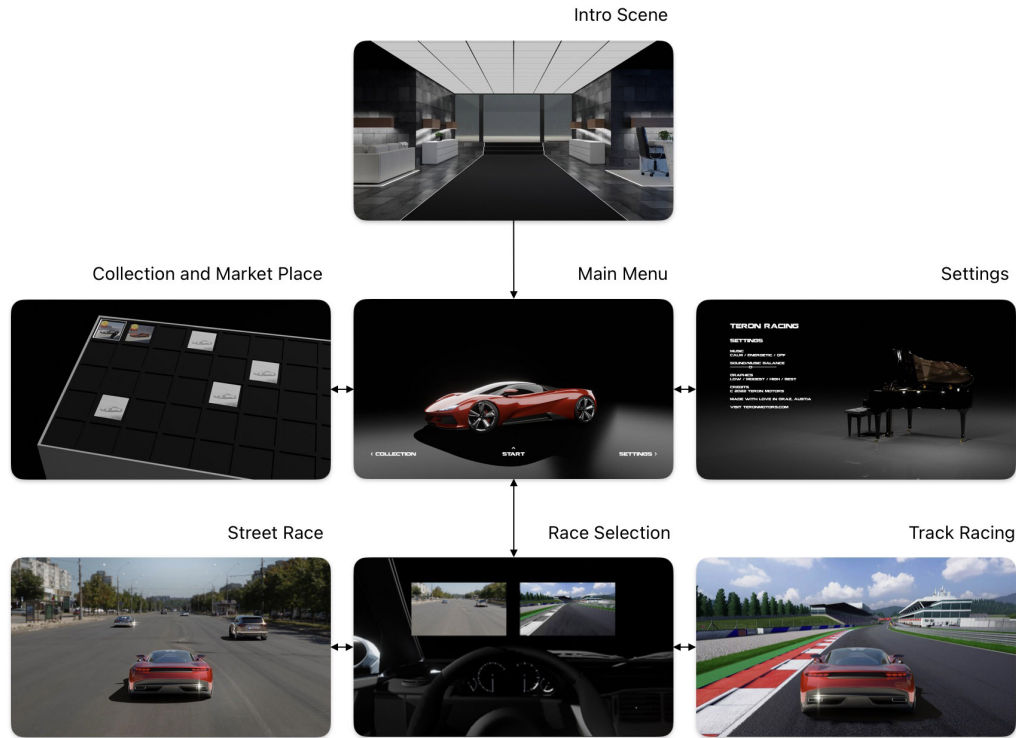 Intro Scene
Collection and Market Place
Main Menu
Settings
TERON RACING
SETTINGS
MUSIC
CALM / ENERGETIC / OFF
SOUND/MUSIC BALANCE
GRAPHICS
LOW / MODEST / HIGH / BEST
CREDITS
© 2022 TERON MOTORS
MADE WITH LOVE IN GRAZ, AUSTIA
VISIT TERONMOTORS.COM
‹ COLLECTION
START
SETTINGS ›
Street Race
Race Selection
Track Racing